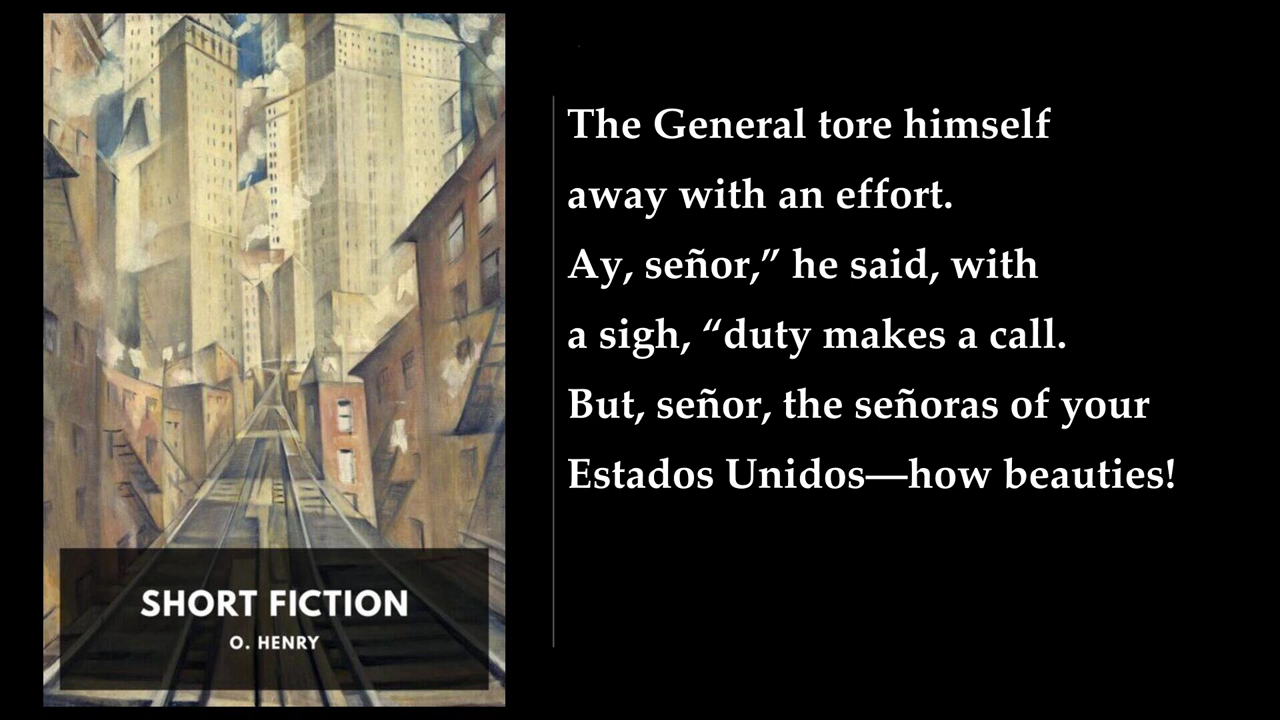 SHORT FICTION
O. HENRY
The General tore himself
away with an effort.
Ay, señor,” he said, with
a sigh, “duty makes a call.
But, señor, the señoras of your
Estados Unidos—how beauties!